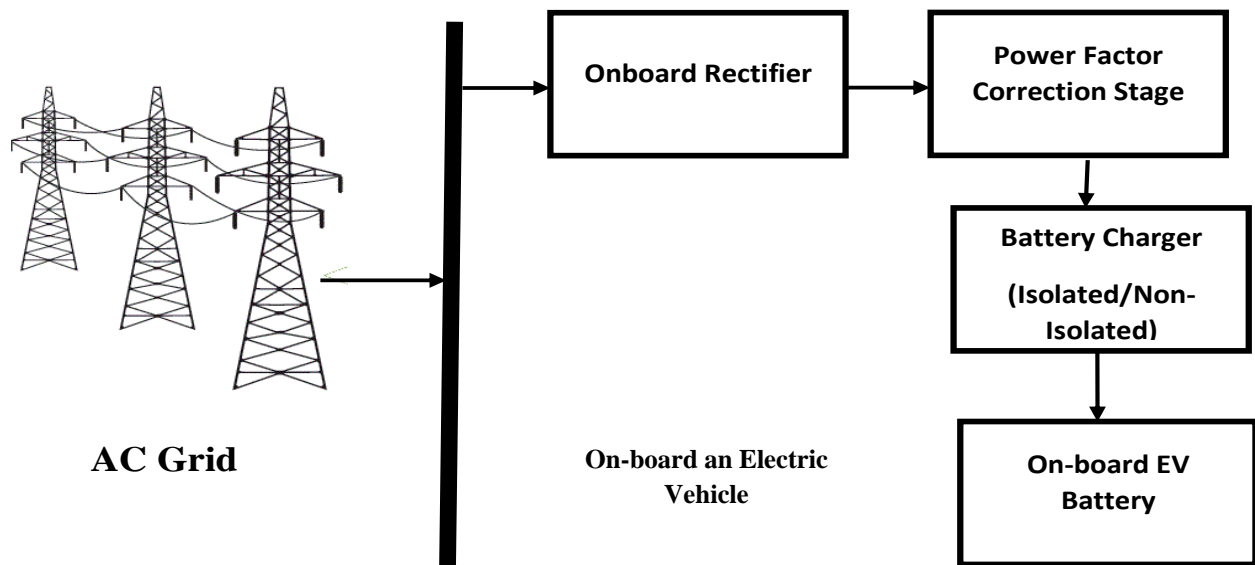 Onboard Rectifier
Power Factor
Correction Stage
Battery Charger
(Isolated/Non-
Isolated)
AC Grid
On-board an Electric
Vehicle
On-board EV
Battery